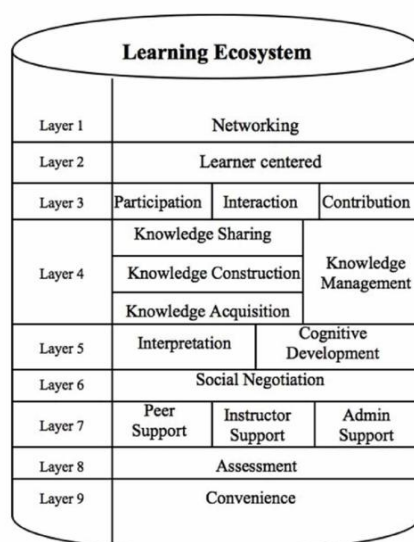 Learning Ecosystem
Layer 1
Networking
Layer 2
Learner centered
Layer 3
Participation
Interaction
Contribution
Layer 4
Knowledge Sharing
Knowledge Construction
Knowledge Acquisition
Knowledge
Management
Layer 5
Interpretation
Cognitive
Development
Layer 6
Social Negotiation
Layer 7
Peer
Support
Instructor
Support
Admin
Support
Layer 8
Assessment
Layer 9
Convenience